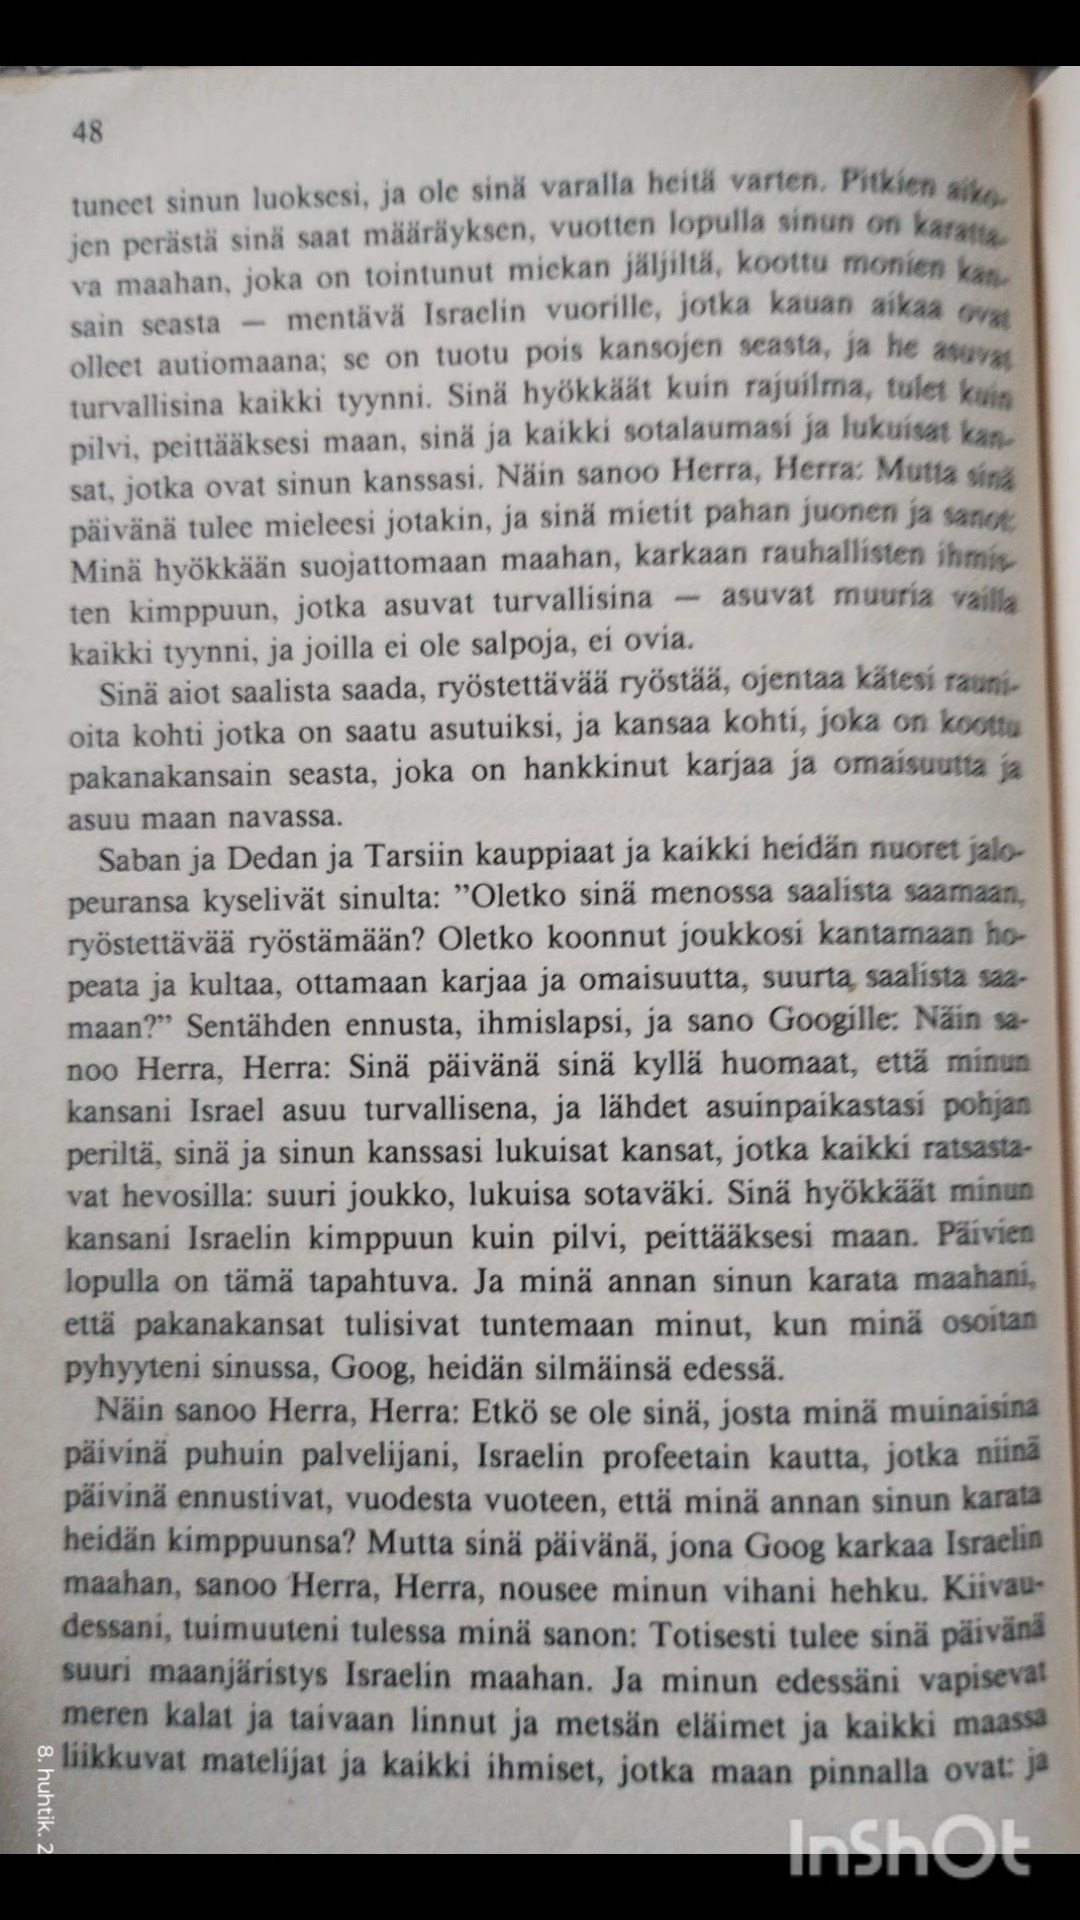 48
tuneet sinun luoksesi, ja ole sinä varalla heitä varten. Pitkien aiko-
jen perästä sinä saat määräyksen, vuotten lopulla sinun on karatta-
va maahan, joka on tointunut miekan jäljiltä, koottu monien kan-
sain seasta — mentävä Israelin vuorille, jotka kauan aikaa ovat
olleet autiomaana; se on tuotu pois kansojen seasta, ja he asuvat
turvallisina kaikki tyynni. Sinä hyökkäät kuin rajuilma, tulet kuin
pilvi, peittääksesi maan, sinä ja kaikki sotalaumasi ja lukuisat kan-
sat, jotka ovat sinun kanssasi. Näin sanoo Herra, Herra: Mutta sinä
päivänä tulee mieleesi jotakin, ja sinä mietit pahan juonen ja sanot:
Minä hyökkään suojattomaan maahan, karkaan rauhallisten ihmis-
ten kimppuun, jotka asuvat turvallisina — asuvat muuria vailla
kaikki tyynni, ja joilla ei ole salpoja, ei ovia.
Sinä aiot saalista saada, ryöstettävää ryöstää, ojentaa kätesi rauni-
oita kohti jotka on saatu asutuiksi, ja kansaa kohti, joka on koottu
pakanakansain seasta, joka on hankkinut karjaa ja omaisuutta ja
asuu maan navassa.
Saban ja Dedan ja Tarsiin kauppiaat ja kaikki heidän nuoret jalo-
peuransa kyselivät sinulta: ”Oletko sinä menossa saalista saamaan,
ryöstettävää ryöstämään? Oletko koonnut joukkosi kantamaan ho-
peata ja kultaa, ottamaan karjaa ja omaisuutta, suurta saalista saa-
maan?” Sentähden ennusta, ihmislapsi, ja sano Googille: Näin sa-
noo Herra, Herra: Sinä päivänä sinä kyllä huomaat, että minun
kansani Israel asuu turvallisena, ja lähdet asuinpaikastasi pohjan
periltä, sinä ja sinun kanssasi lukuisat kansat, jotka kaikki ratsasta-
vat hevosilla: suuri joukko, lukuisa sotaväki. Sinä hyökkäät minun
kansani Israelin kimppuun kuin pilvi, peittääksesi maan. Päivien
lopulla on tämä tapahtuva. Ja minä annan sinun karata maahani,
että pakanakansat tulisivat tuntemaan minut, kun minä osoitan
pyhyyteni sinussa, Goog, heidän silmäinsä edessä.
Näin sanoo Herra, Herra: Etkö se ole sinä, josta minä muinaisina
päivinä puhuin palvelijani, Israelin profeetain kautta, jotka niinä
päivinä ennustivat, vuodesta vuoteen, että minä annan sinun karata
heidän kimppuunsa? Mutta sinä päivänä, jona Goog karkaa Israelin
maahan, sanoo Herra, Herra, nousee minun vihani hehku. Kiivau-
dessani, tuimuuteni tulessa minä sanon: Totisesti tulee sinä päivänä
suuri maanjäristys Israelin maahan. Ja minun edessäni vapisevat
meren kalat ja taivaan linnut ja metsän eläimet ja kaikki maassa
liikkuvat matelijat ja kaikki ihmiset, jotka maan pinnalla ovat: ja
8. huhtik. 2
InShOt